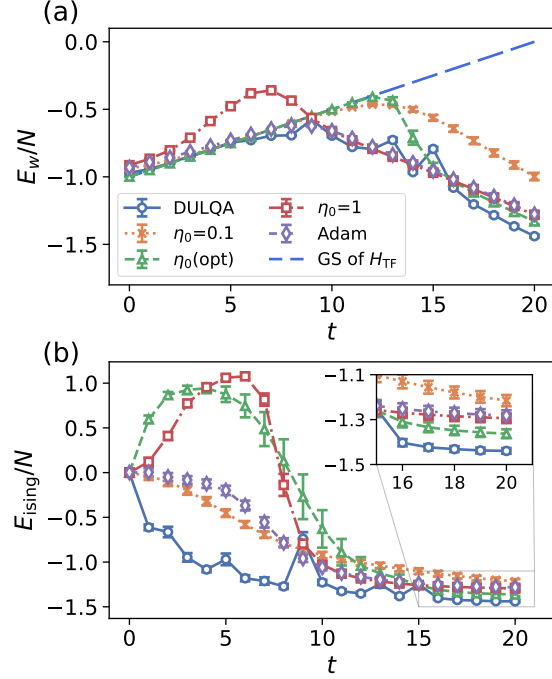 (a)
0.0
−0.5
−1.0
−1.5
E_w/N
DULQA
η₀=0.1
η₀(opt)
η₀=1
Adam
GS of H_TF
0 5 10 15 20
t
(b)
1.0
0.5
0.0
−0.5
−1.0
−1.5
E_ising/N
−1.1
−1.3
−1.5
16 18 20
0 5 10 15 20
t